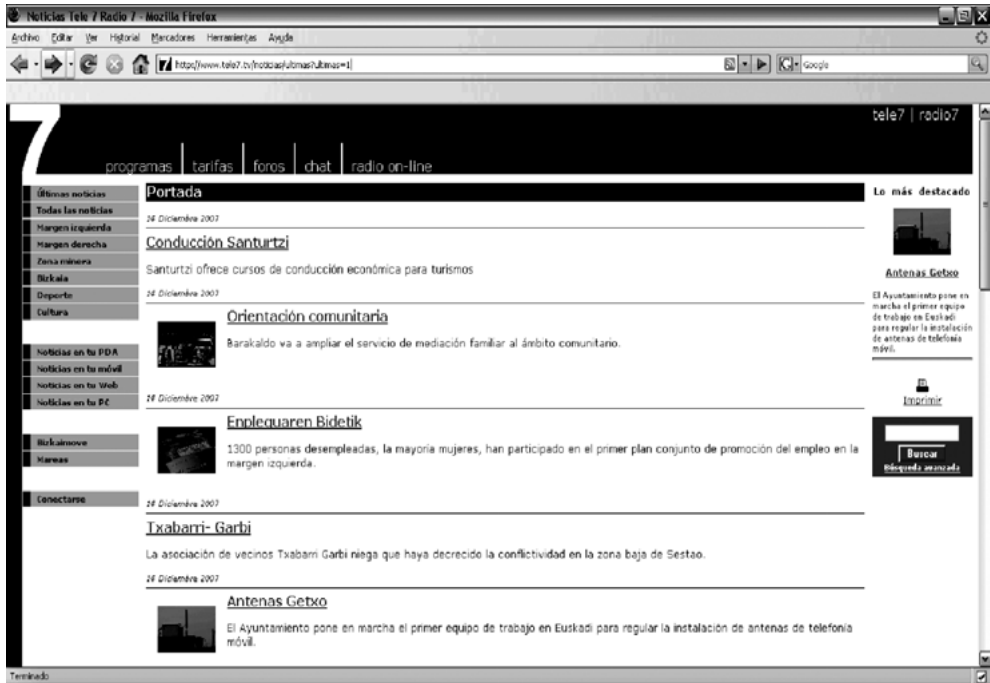 Noticias Tele 7 Radio 7 - Mozilla Firefox
Archivo Editar Ver Historial Marcadores Herramientas Ayuda
http://www.tele7.tv/noticias/ultimas?ultimas=1
Google
7
tele7 | radio7
programas | tarifas | foros | chat | radio on-line
Últimas noticias
Todas las noticias
Margen izquierda
Margen derecha
Zona minera
Bizkaia
Deporte
Cultura
Noticias en tu PDA
Noticias en tu móvil
Noticias en tu Web
Noticias en tu PC
Bizkaimove
Mareas
Conectarse
Portada
Diciembre 2007
Conducción Santurtzi
Santurtzi ofrece cursos de conducción económica para turismos
Diciembre 2007
Orientación comunitaria
Barakaldo va a ampliar el servicio de mediación familiar al ámbito comunitario.
Diciembre 2007
Enpleguaren Bidetik
1300 personas desempleadas, la mayoría mujeres, han participado en el primer plan conjunto de promoción del empleo en la
margen izquierda.
Diciembre 2007
Txabarri- Garbi
La asociación de vecinos Txabarri Garbi niega que haya decrecido la conflictividad en la zona baja de Sestao.
Diciembre 2007
Antenas Getxo
El Ayuntamiento pone en marcha el primer equipo de trabajo en Euskadi para regular la instalación de antenas de telefonía
móvil.
Lo más destacado
Antenas Getxo
El Ayuntamiento pone en
marcha el primer equipo
de trabajo en Euskadi
para regular la instalación
de antenas de telefonía
móvil.
Imprimir
Buscar
Búsqueda avanzada
Terminado